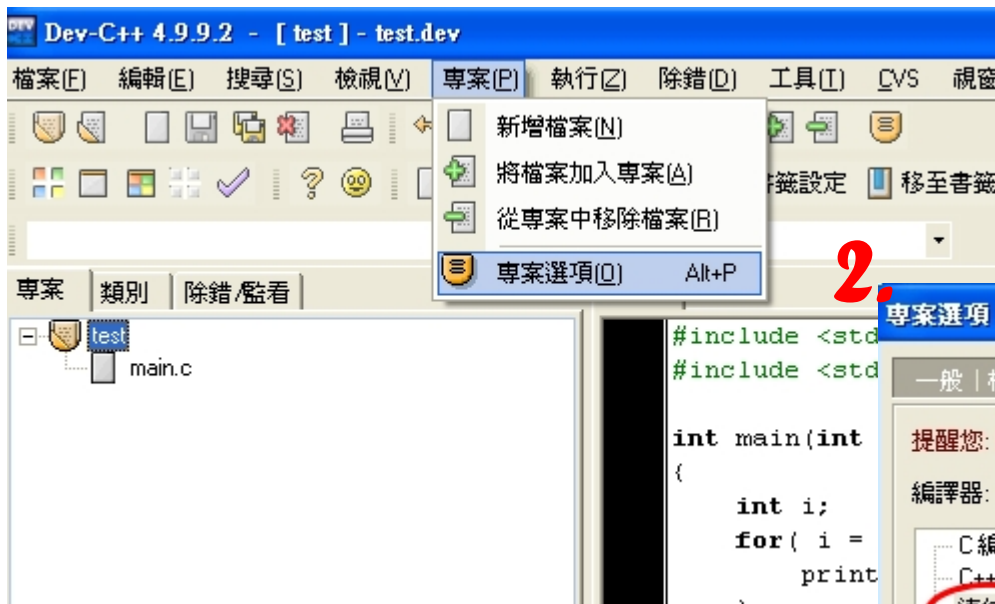 Dev-C++ 4.9.9.2 - [ test ] - test.dev
檔案(F) 編輯(E) 搜尋(S) 檢視(V) 專案(P) 執行(Z) 除錯(D) 工具(T) CVS 視窗
新增檔案(N)
將檔案加入專案(A)
籤設定 移至書籤
從專案中移除檔案(R)
專案選項(O) Alt+P
2.
專案 類別 除錯/監看
專案選項
test
main.c
#include <std
#include <std
int main(int
{
int i;
for( i =
print
一般
提醒您:
編譯器:
C 編
C++